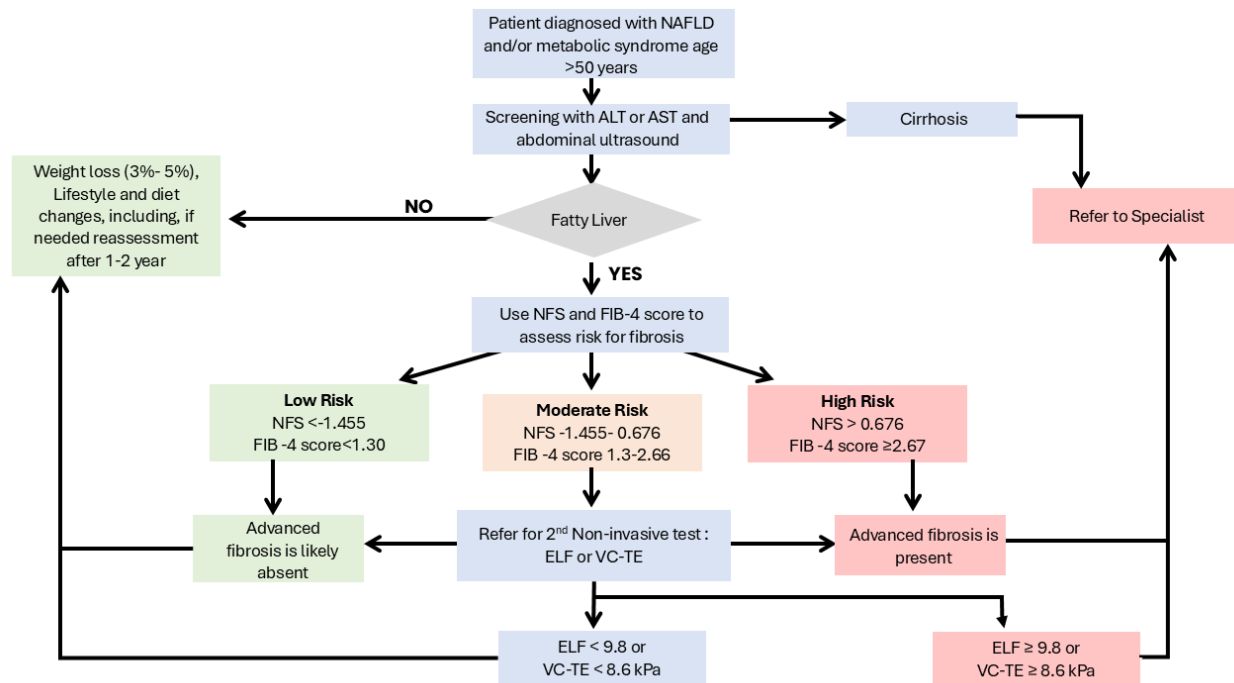 Patient diagnosed with NAFLD
and/or metabolic syndrome age
>50 years
Screening with ALT or AST and
abdominal ultrasound
Cirrhosis
Weight loss (3%- 5%),
Lifestyle and diet
changes, including, if
needed reassessment
after 1-2 year
NO
Fatty Liver
Refer to Specialist
YES
Use NFS and FIB-4 score to
assess risk for fibrosis
Low Risk
NFS <-1.455
FIB -4 score<1.30
Moderate Risk
NFS -1.455- 0.676
FIB -4 score 1.3-2.66
High Risk
NFS > 0.676
FIB -4 score ≥2.67
Advanced
fibrosis is likely
absent
Refer for 2nd Non-invasive test :
ELF or VC-TE
Advanced fibrosis is
present
ELF < 9.8 or
VC-TE < 8.6 kPa
ELF ≥ 9.8 or
VC-TE ≥ 8.6 kPa